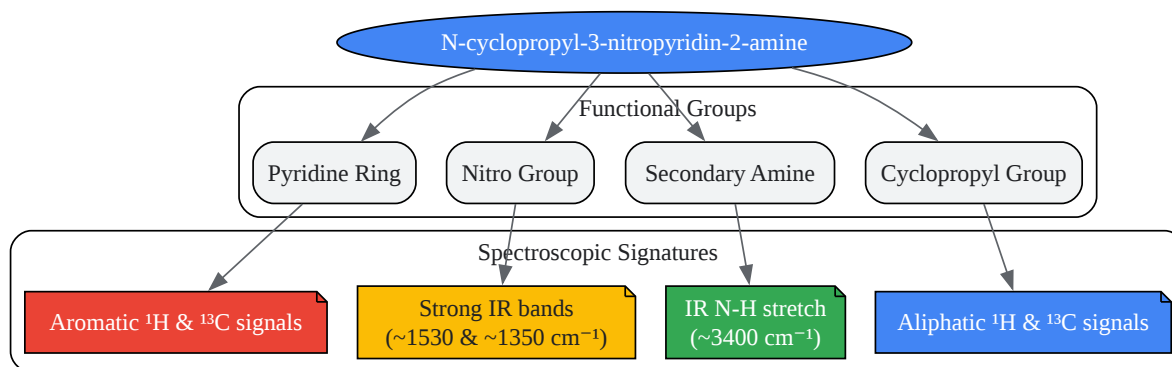 N-cyclopropyl-3-nitropyridin-2-amine
Functional Groups
Pyridine Ring
Nitro Group
Secondary Amine
Cyclopropyl Group
Spectroscopic Signatures
Aromatic ¹H & ¹³C signals
Strong IR bands
(~1530 & ~1350 cm⁻¹)
IR N-H stretch
(~3400 cm⁻¹)
Aliphatic ¹H & ¹³C signals